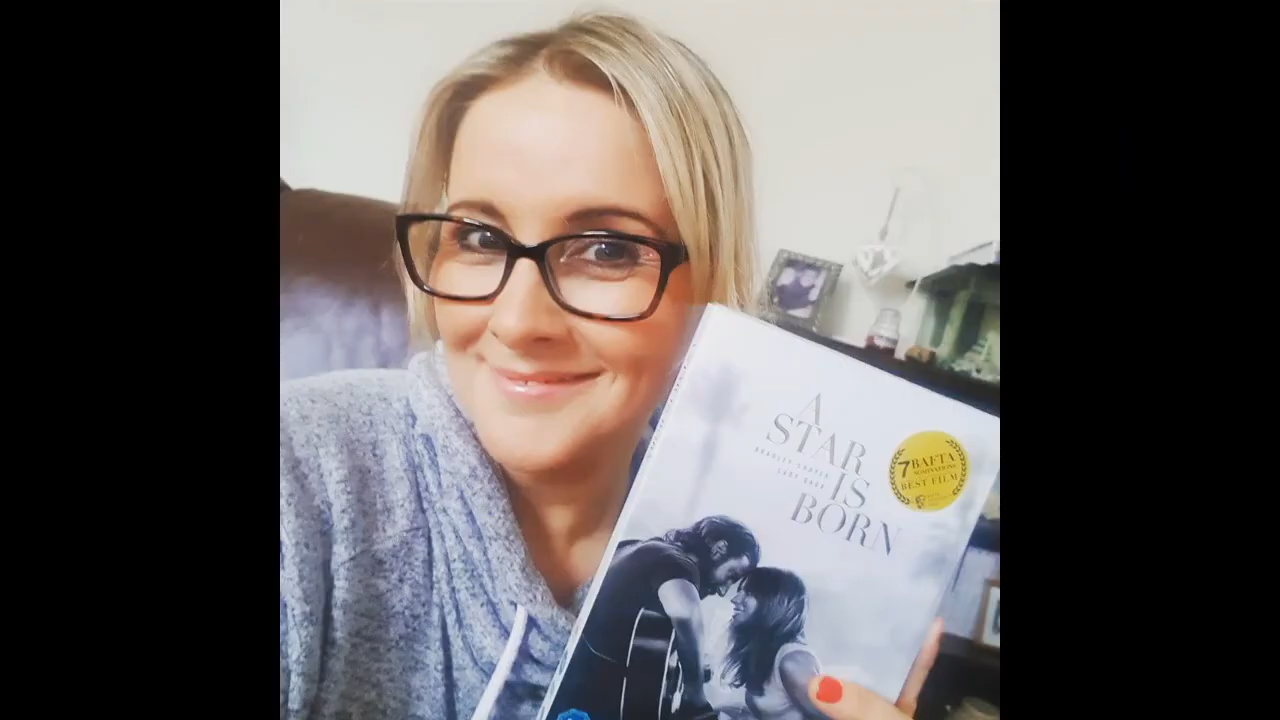 A
STAR
IS
BORN
BRADLEY COOPER
LADY GAGA
7 BAFTA
NOMINATIONS
BEST FILM